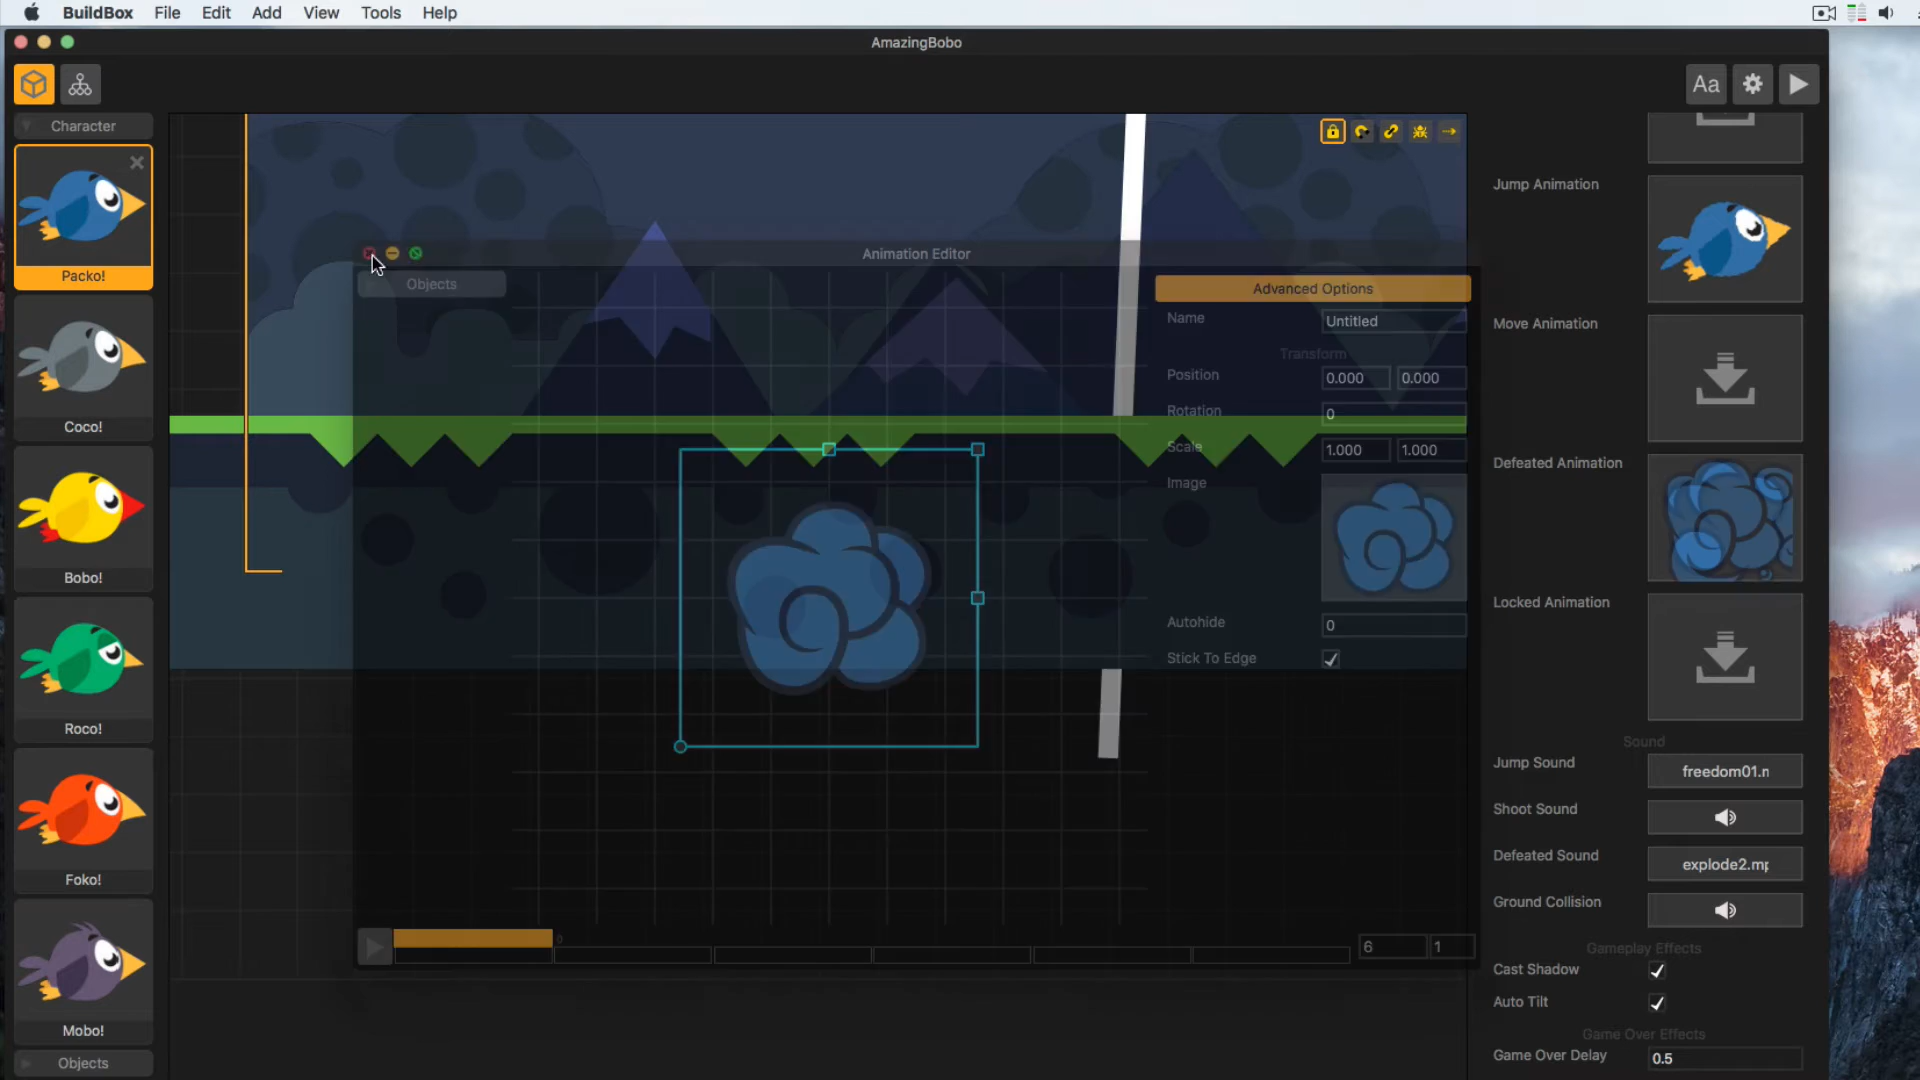 BuildBox File Edit Add View Tools Help
AmazingBobo
Aa
Character
Packo!
Coco!
Bobo!
Roco!
Foko!
Mobo!
Objects
Animation Editor
Objects
Advanced Options
Name Untitled
Transform
Position 0.000 0.000
Rotation 0
Scale 1.000 1.000
Image
Autohide 0
Stick To Edge
0
6 1
Jump Animation
Move Animation
Defeated Animation
Locked Animation
Sound
Jump Sound freedom01.n
Shoot Sound
Defeated Sound explode2.mp
Ground Collision
Gameplay Effects
Cast Shadow
Auto Tilt
Game Over Effects
Game Over Delay 0.5